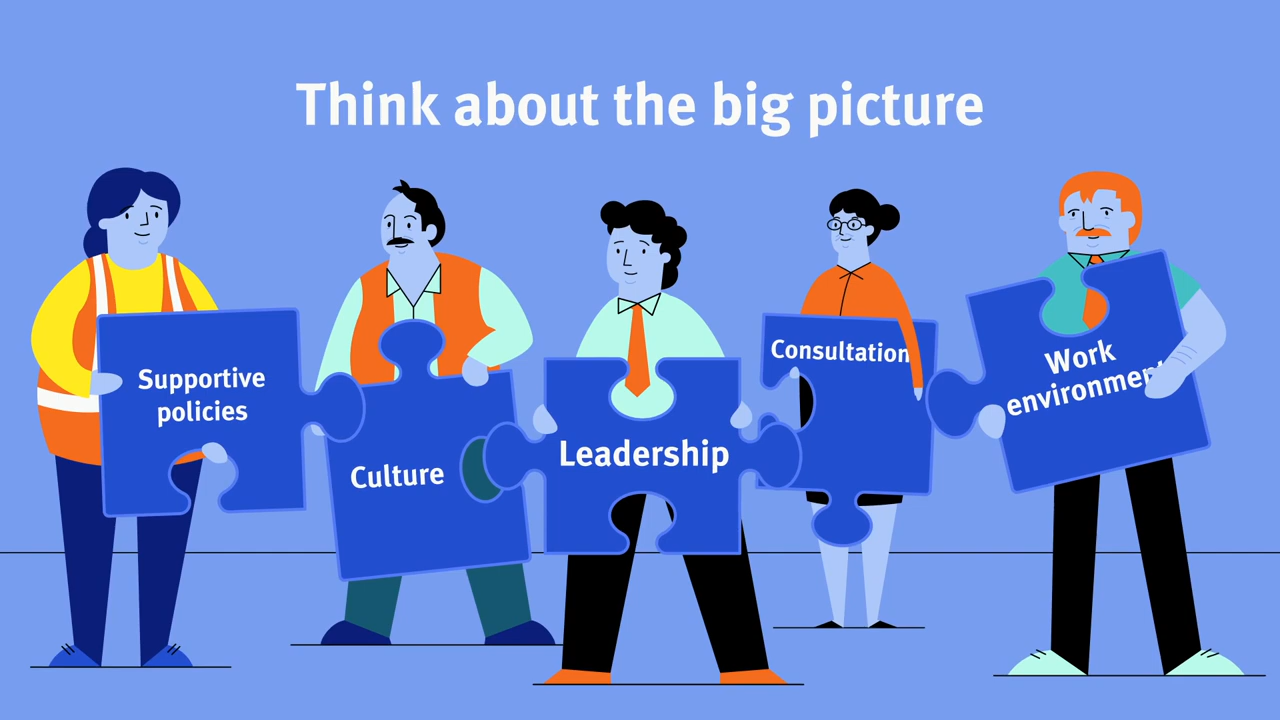 Think about the big picture
Supportive
policies
Culture
Leadership
Consultation
Work
environment